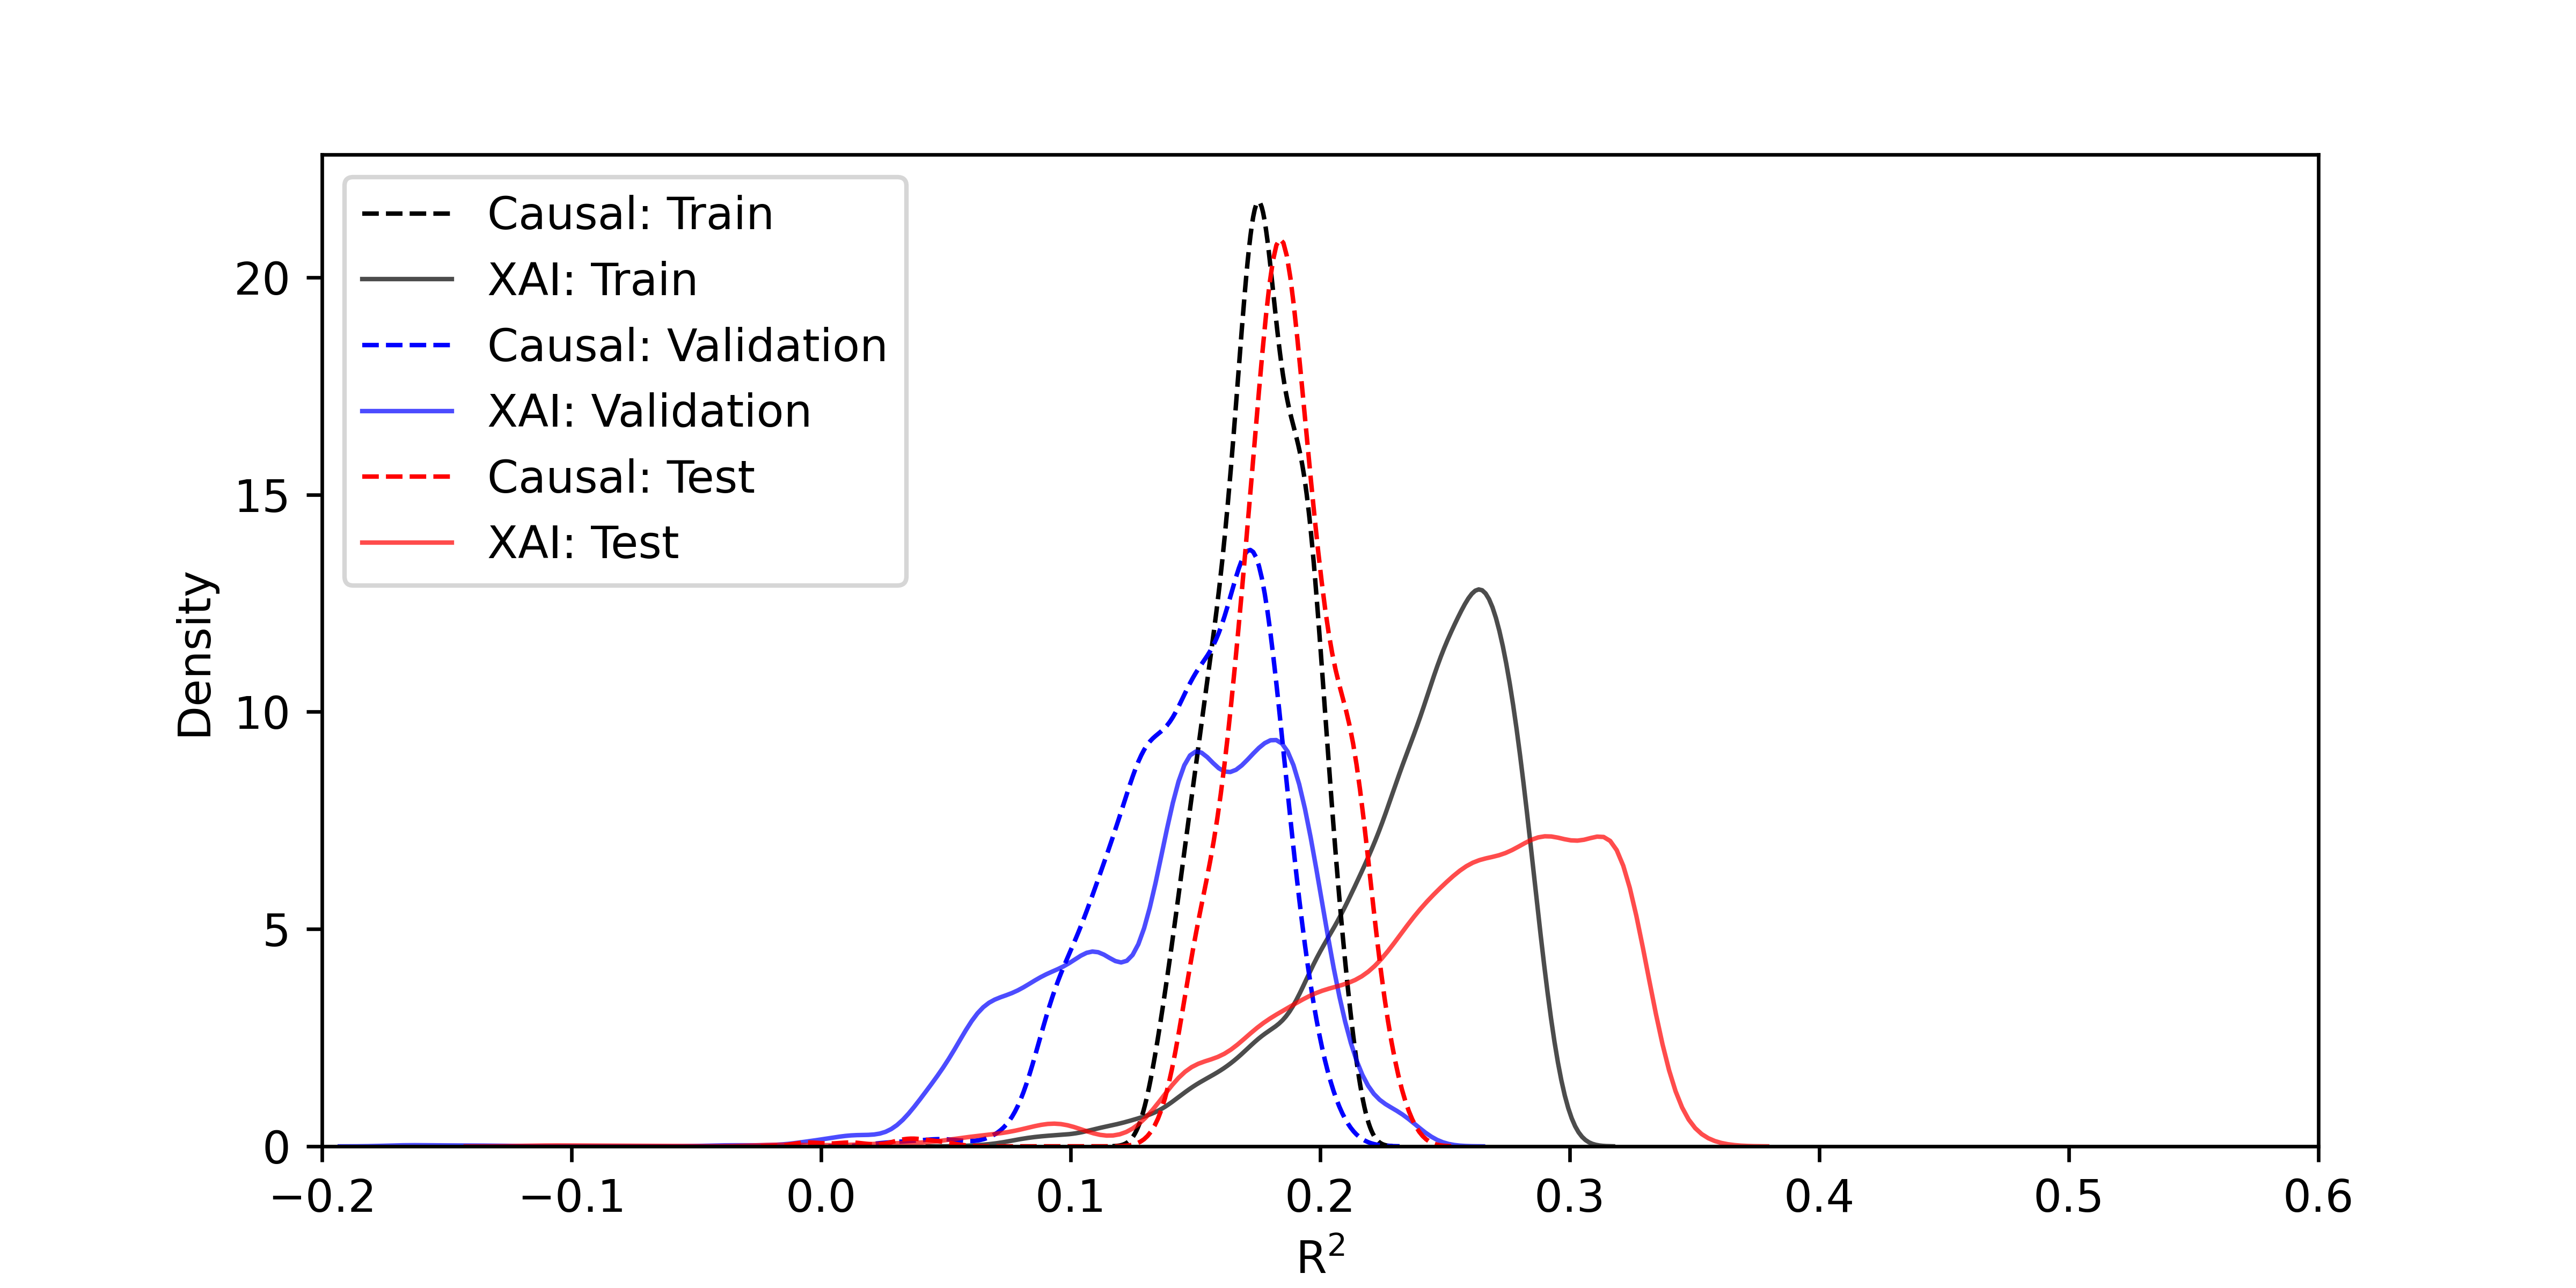 Causal: Train
XAI: Train
Causal: Validation
XAI: Validation
Causal: Test
XAI: Test
Density
20
15
10
5
0
−0.2 −0.1 0.0 0.1 0.2 0.3 0.4 0.5 0.6
R²